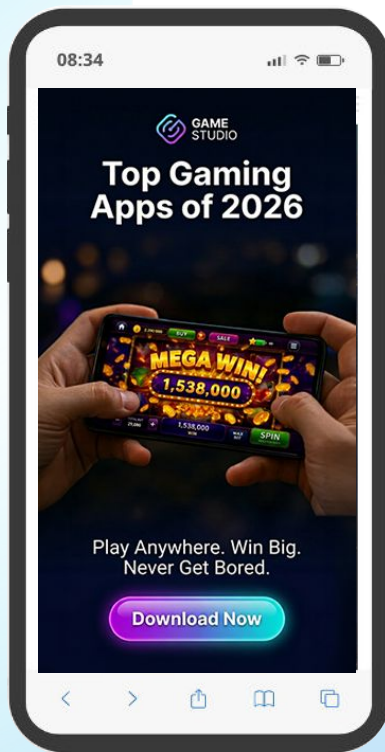 08:34
GAME
STUDIO
Top Gaming
Apps of 2026
BUY
SALE
MEGA WIN!
1,538,000
1,538,000
WIN
SPIN
Play Anywhere. Win Big.
Never Get Bored.
Download Now